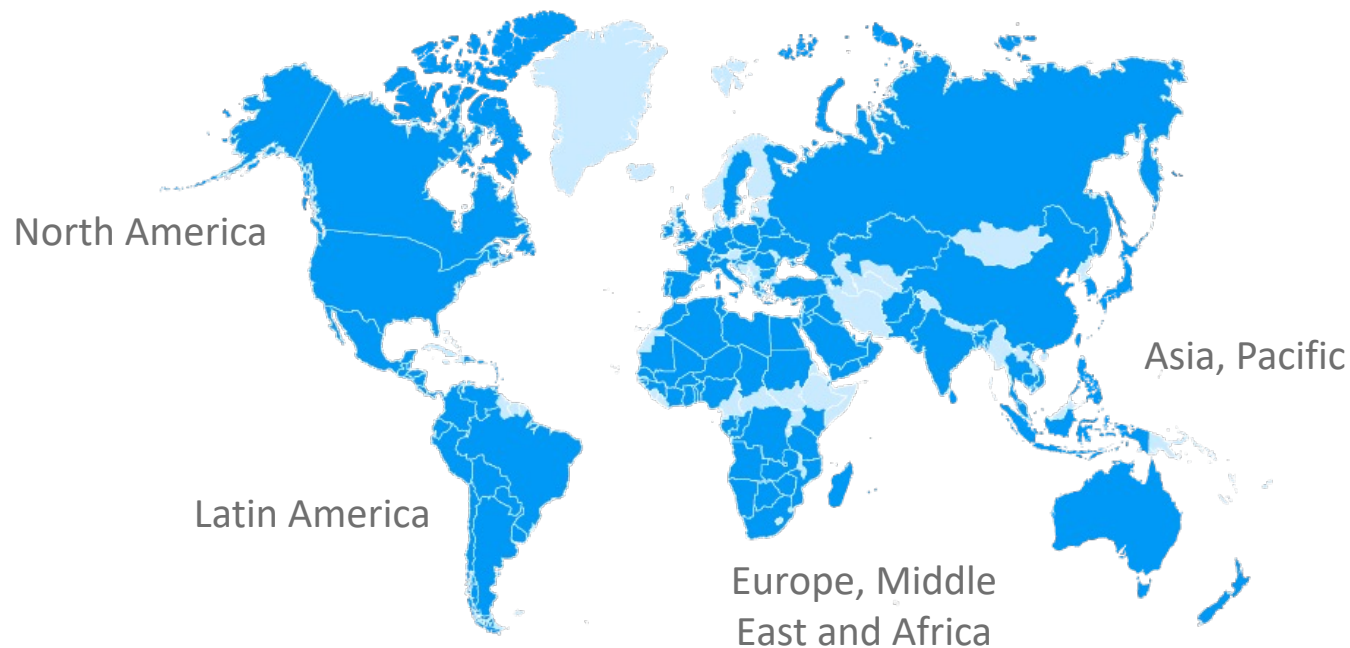 North America
Asia, Pacific
Latin America
Europe, Middle
East and Africa